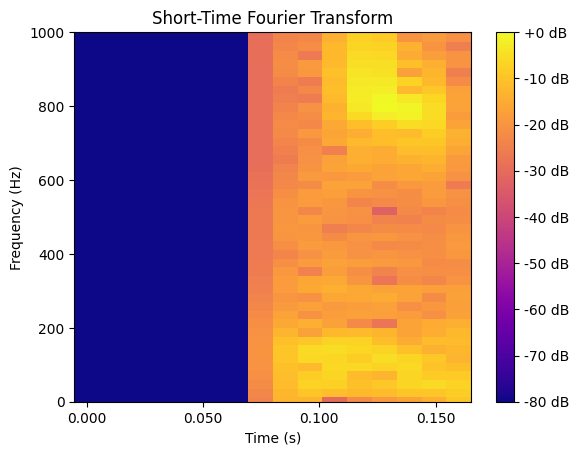 Short-Time Fourier Transform
Frequency (Hz)
1000
800
600
400
200
0
0.000
0.050
0.100
0.150
Time (s)
+0 dB
-10 dB
-20 dB
-30 dB
-40 dB
-50 dB
-60 dB
-70 dB
-80 dB